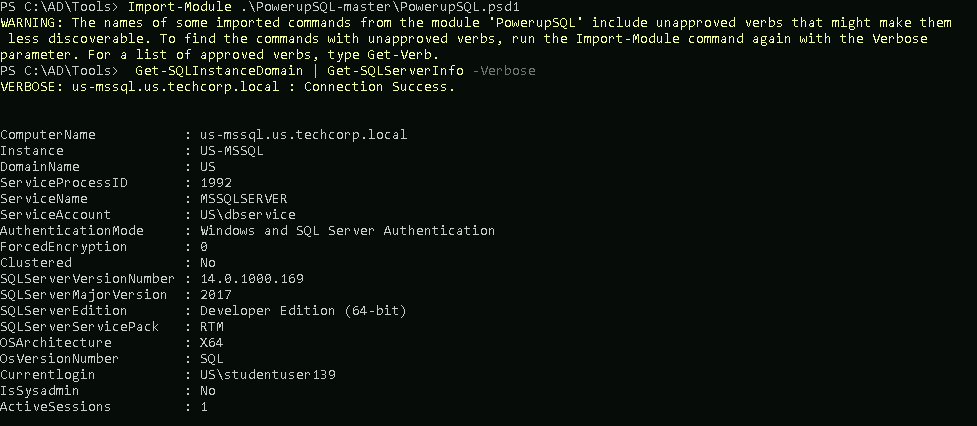 PS C:\AD\Tools> Import-Module .\PowerupSQL-master\PowerupSQL.psd1
WARNING: The names of some imported commands from the module 'PowerupSQL' include unapproved verbs that might make them
 less discoverable. To find the commands with unapproved verbs, run the Import-Module command again with the Verbose
parameter. For a list of approved verbs, type Get-Verb.
PS C:\AD\Tools>  Get-SQLInstanceDomain | Get-SQLServerInfo -Verbose
VERBOSE: us-mssql.us.techcorp.local : Connection Success.
ComputerName           : us-mssql.us.techcorp.local
Instance               : US-MSSQL
DomainName             : US
ServiceProcessID       : 1992
ServiceName            : MSSQLSERVER
ServiceAccount         : US\dbservice
AuthenticationMode     : Windows and SQL Server Authentication
ForcedEncryption       : 0
Clustered              : No
SQLServerVersionNumber : 14.0.1000.169
SQLServerMajorVersion  : 2017
SQLServerEdition       : Developer Edition (64-bit)
SQLServerServicePack   : RTM
OSArchitecture         : X64
OsVersionNumber        : SQL
Currentlogin           : US\studentuser139
IsSysadmin             : No
ActiveSessions         : 1